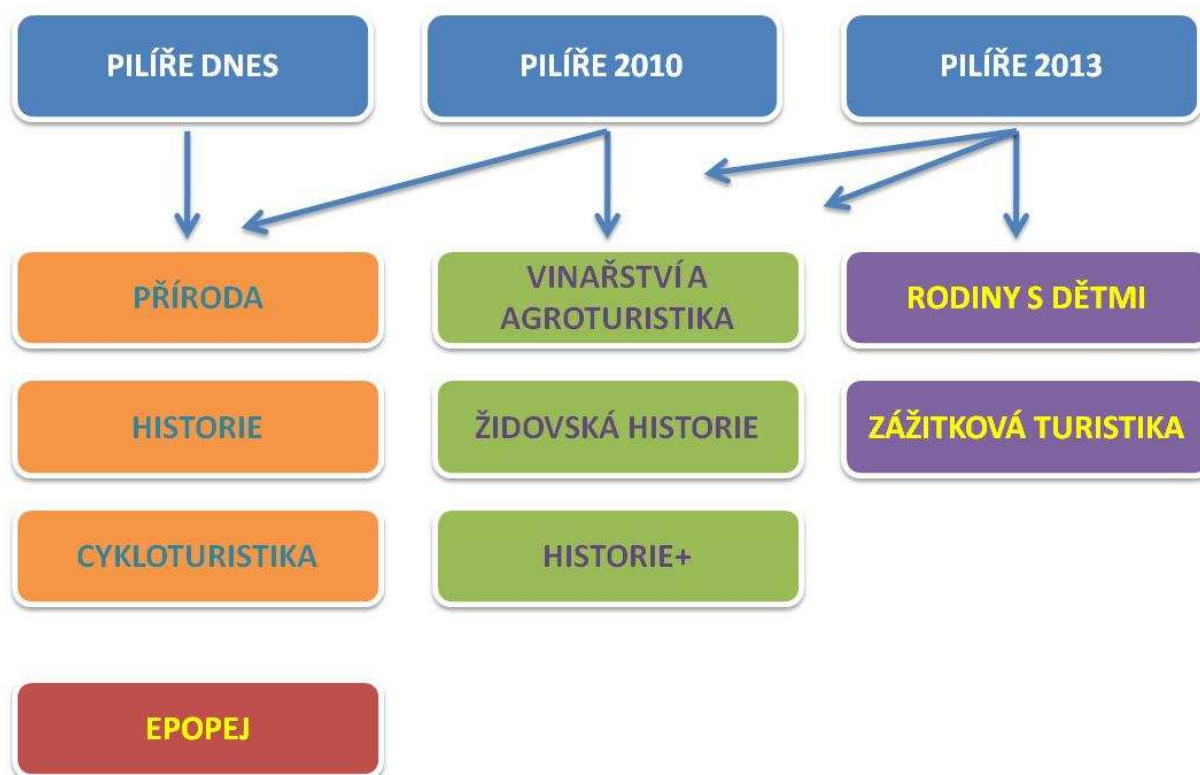 PILÍŘE DNES
PILÍŘE 2010
PILÍŘE 2013
PŘÍRODA
VINAŘSTVÍ A
AGROTURISTIKA
RODINY S DĚTMI
HISTORIE
ŽIDOVSKÁ HISTORIE
ZÁŽITKOVÁ TURISTIKA
CYKLOTURISTIKA
HISTORIE+
EPOPEJ